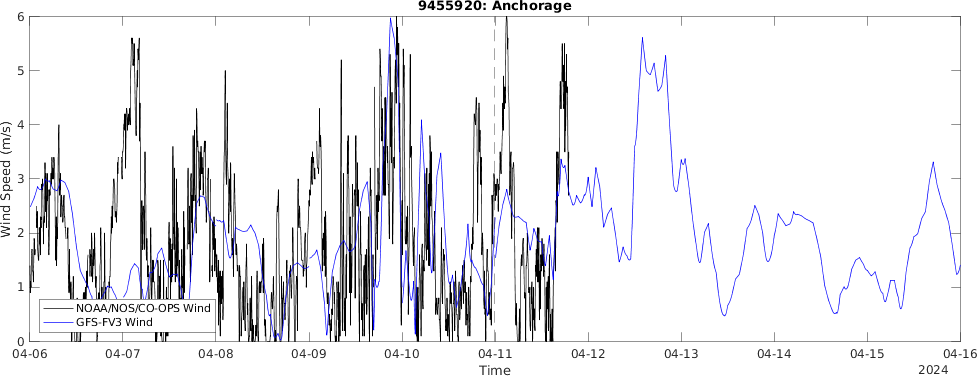 9455920: Anchorage
6
5
4
3
2
1
0
Wind Speed (m/s)
NOAA/NOS/CO-OPS Wind
GFS-FV3 Wind
04-06 04-07 04-08 04-09 04-10 04-11 04-12 04-13 04-14 04-15 04-16
Time
2024